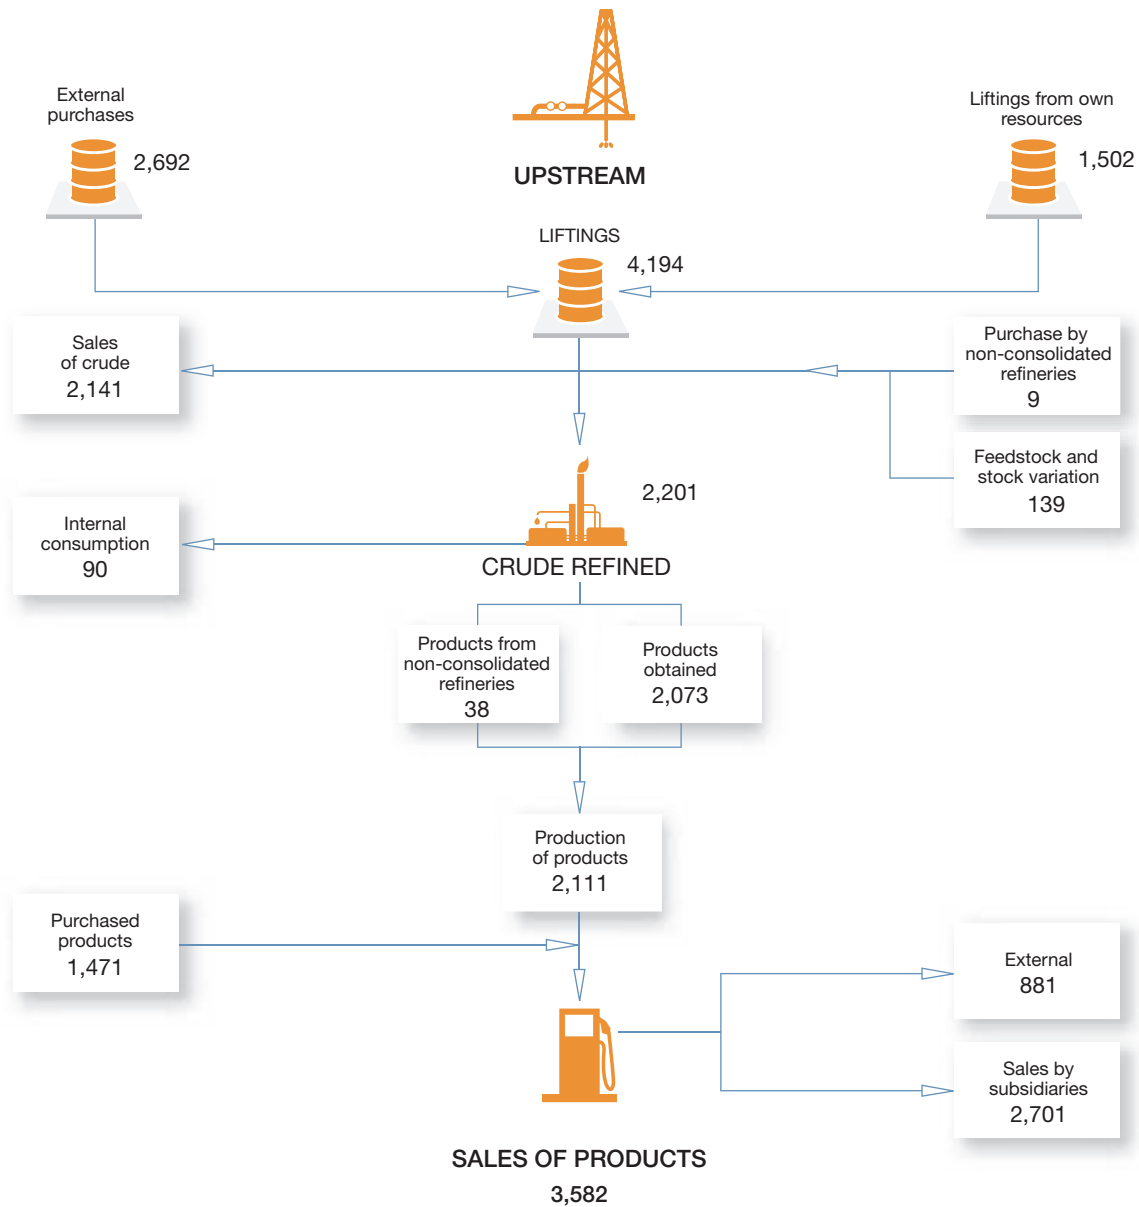 External
purchases
2,692
UPSTREAM
Liftings from own
resources
1,502
LIFTINGS
4,194
Sales
of crude
2,141
Purchase by
non-consolidated
refineries
9
Feedstock and
stock variation
139
2,201
CRUDE REFINED
Internal
consumption
90
Products from
non-consolidated
refineries
38
Products
obtained
2,073
Production
of products
2,111
Purchased
products
1,471
External
881
Sales by
subsidiaries
2,701
SALES OF PRODUCTS
3,582